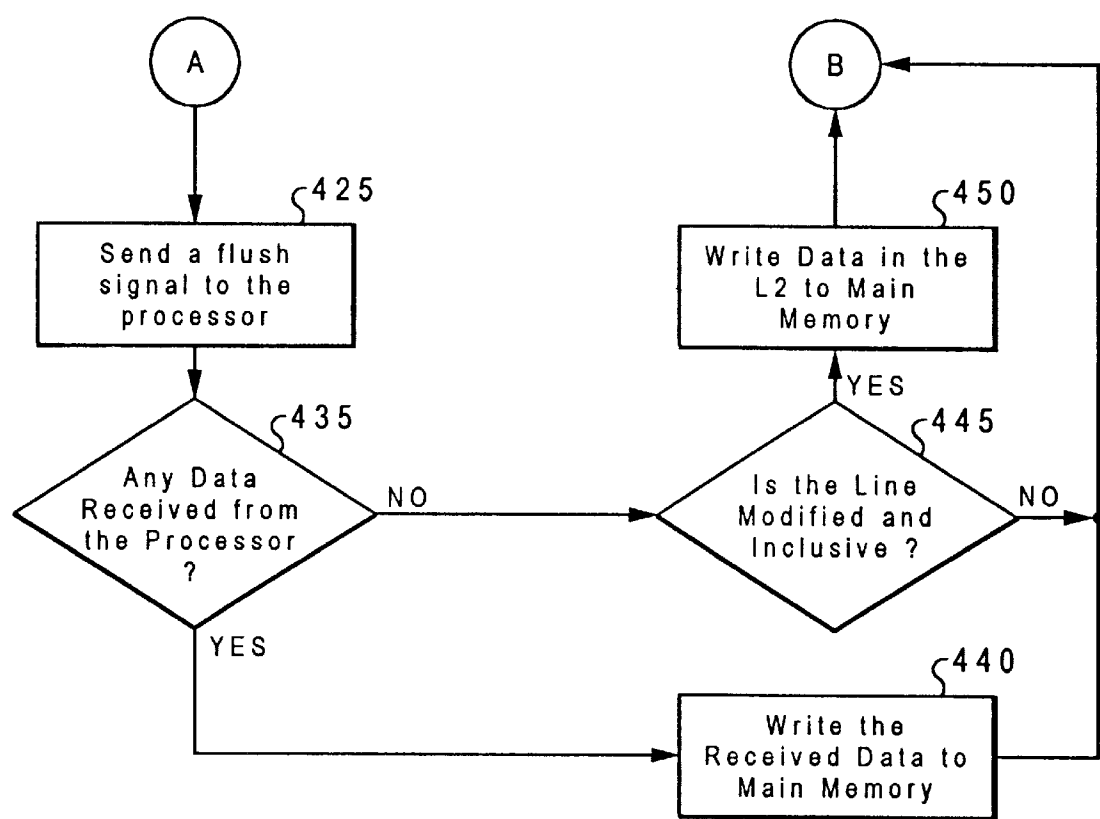 A
B
425
Send a flush
signal to the
processor
450
Write Data in the
L2 to Main
Memory
YES
435
Any Data
Received from
the Processor
?
NO
445
Is the Line
Modified and
Inclusive ?
NO
YES
440
Write the
Received Data to
Main Memory